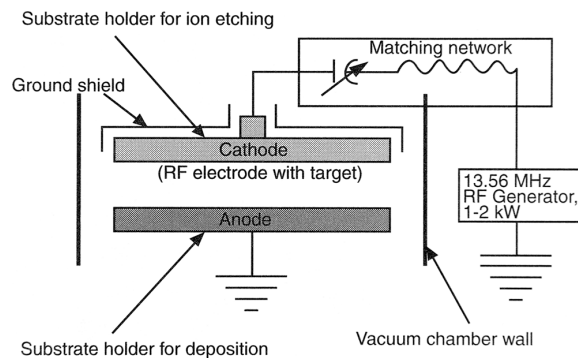 Substrate holder for ion etching
Matching network
Ground shield
Cathode
(RF electrode with target)
13.56 MHz
RF Generator,
1-2 kW
Anode
Vacuum chamber wall
Substrate holder for deposition